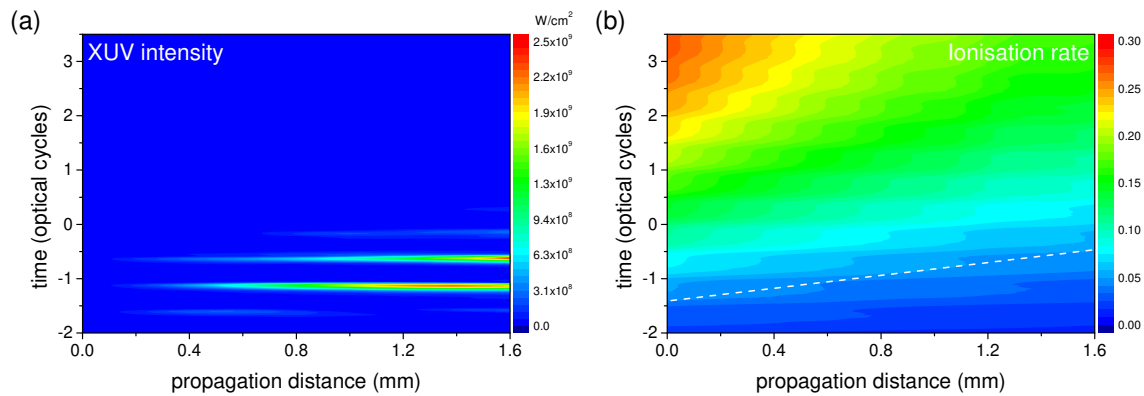 (a)
XUV intensity
W/cm²
2.5x10⁹
2.2x10⁹
1.9x10⁹
1.6x10⁹
1.3x10⁹
9.4x10⁸
6.3x10⁸
3.1x10⁸
0.0
time (optical cycles)
3
2
1
0
-1
-2
0.0 0.4 0.8 1.2 1.6
propagation distance (mm)
(b)
Ionisation rate
0.30
0.25
0.20
0.15
0.10
0.05
0.00
time (optical cycles)
3
2
1
0
-1
-2
0.0 0.4 0.8 1.2 1.6
propagation distance (mm)